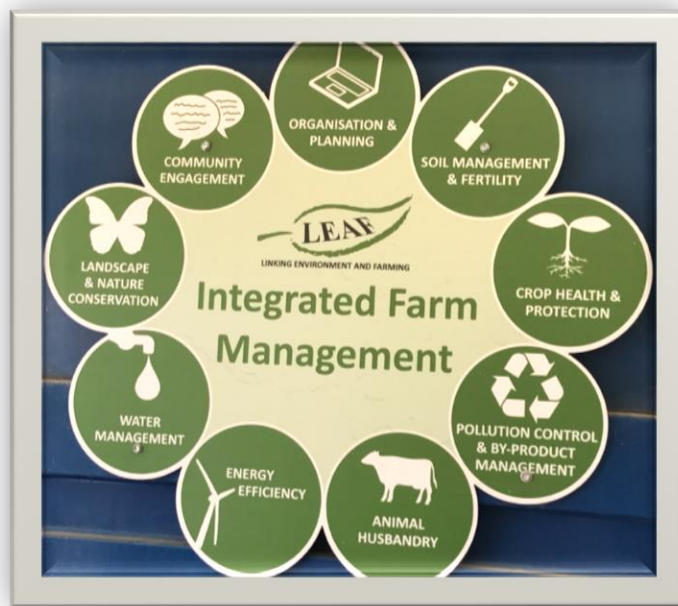 ORGANISATION &
PLANNING
SOIL MANAGEMENT
& FERTILITY
CROP HEALTH &
PROTECTION
POLLUTION CONTROL
& BY-PRODUCT
MANAGEMENT
ANIMAL
HUSBANDRY
ENERGY
EFFICIENCY
WATER
MANAGEMENT
LANDSCAPE
& NATURE
CONSERVATION
COMMUNITY
ENGAGEMENT
LEAF
LINKING ENVIRONMENT AND FARMING
Integrated Farm
Management